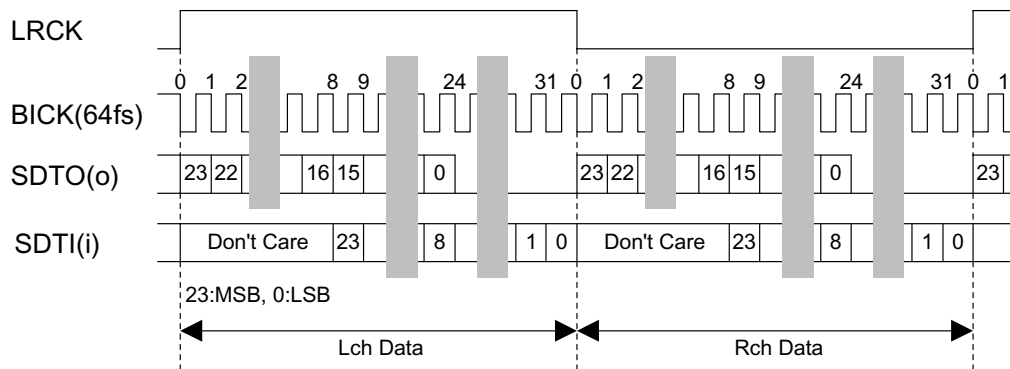 LRCK
0 1 2 8 9 24 31 0 1 2 8 9 24 31 0 1
BICK(64fs)
SDTO(o) 23 22 16 15 0 23 22 16 15 0 23
SDTI(i) Don't Care 23 8 1 0 Don't Care 23 8 1 0
23:MSB, 0:LSB
Lch Data Rch Data